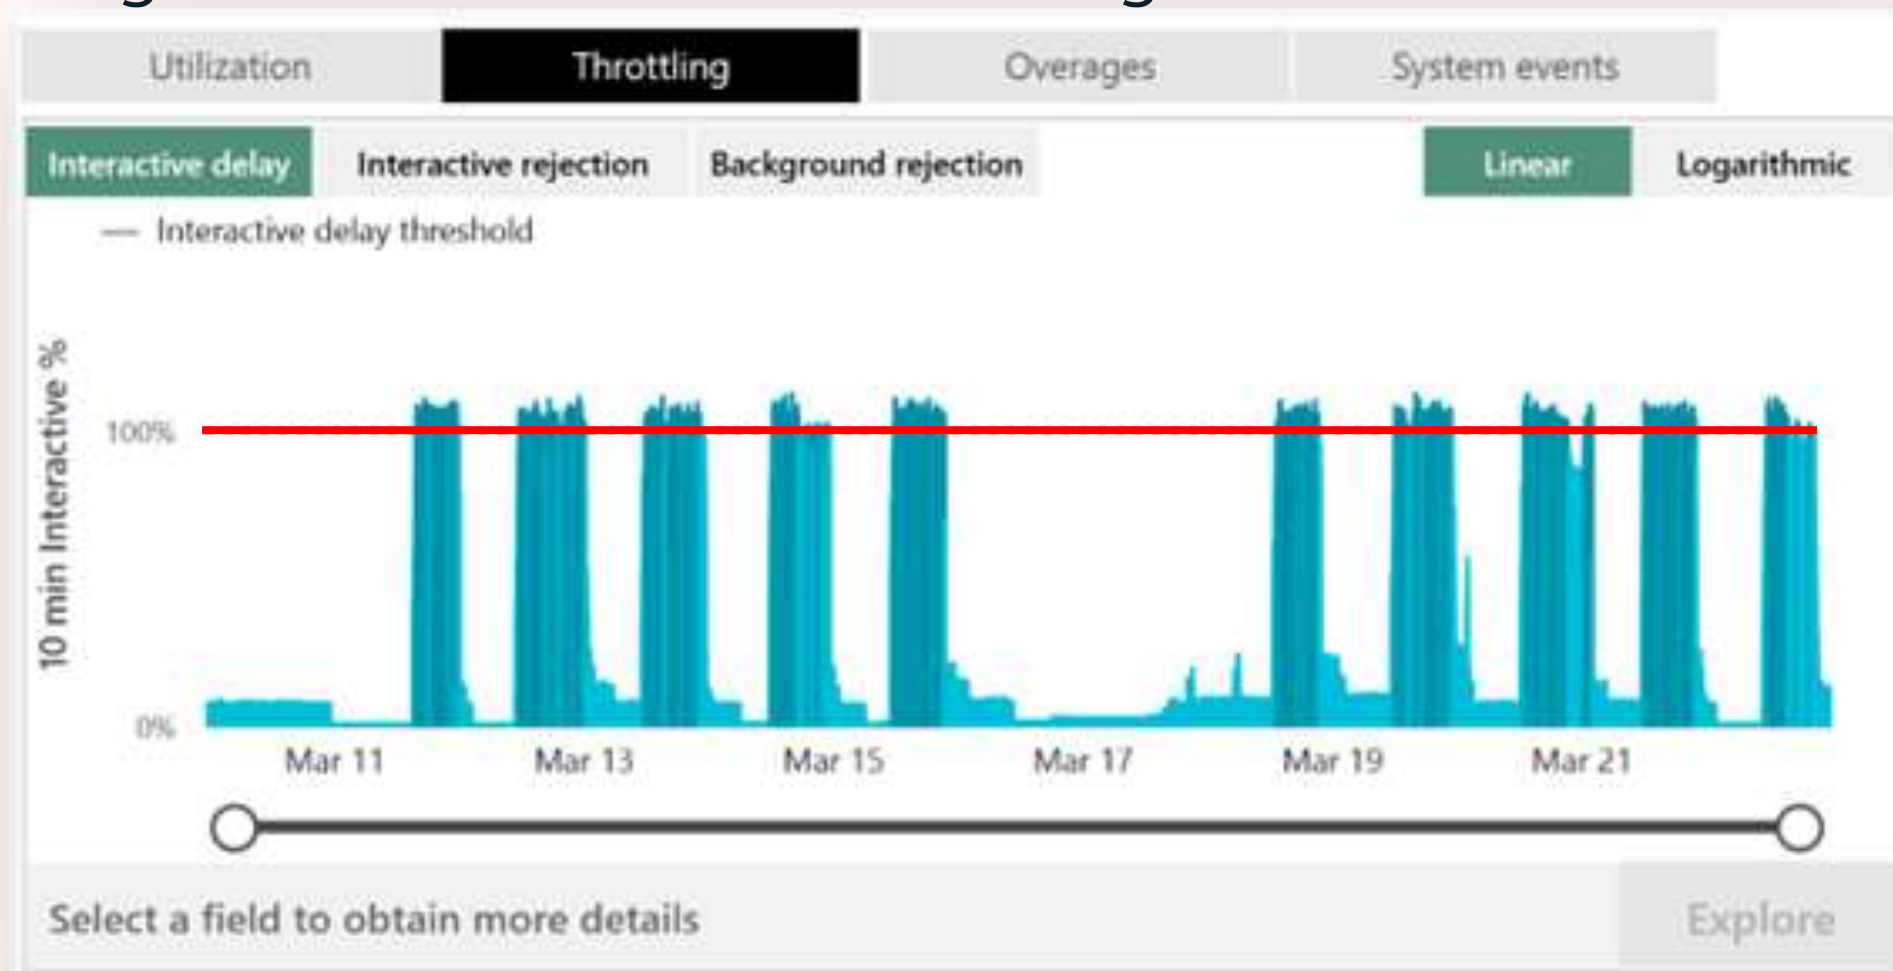 Utilization Throttling Overages System events
Interactive delay Interactive rejection Background rejection Linear Logarithmic
— Interactive delay threshold
10 min Interactive %
100%
0%
Mar 11 Mar 13 Mar 15 Mar 17 Mar 19 Mar 21
Select a field to obtain more details Explore